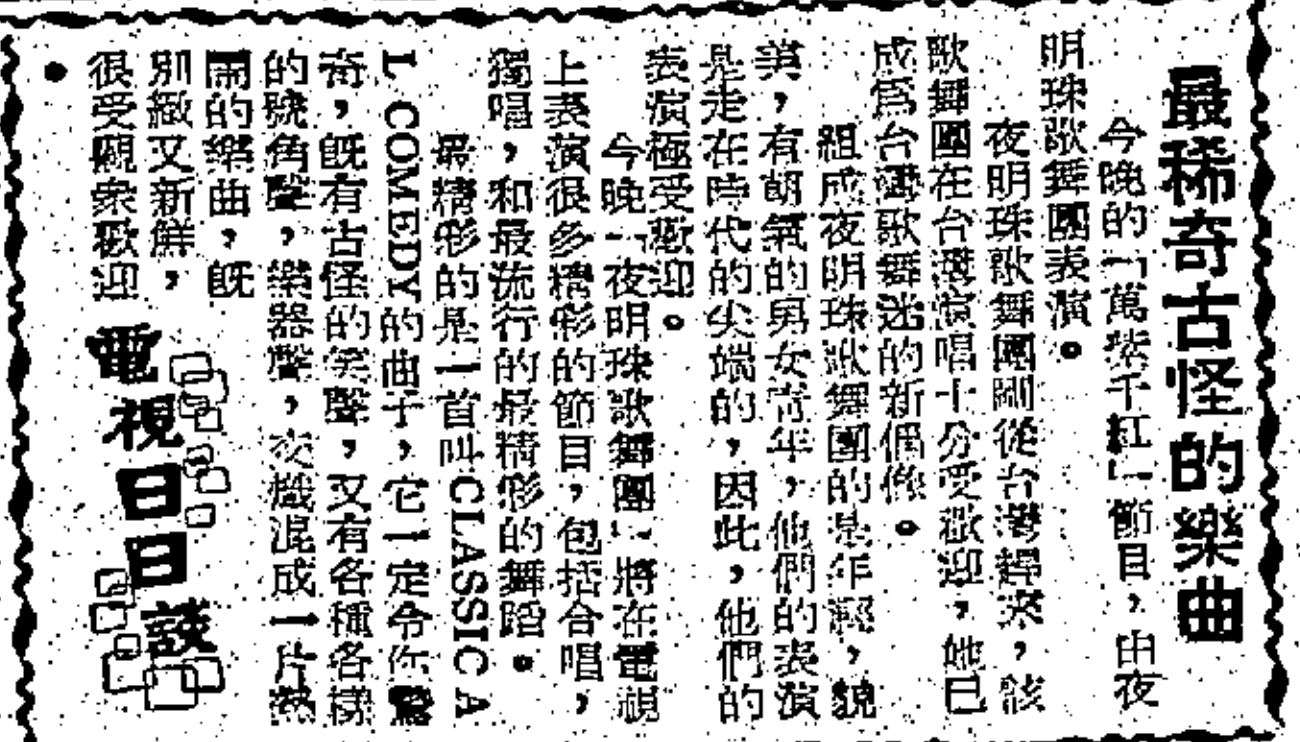 最稀奇古怪的樂曲
今晚的「萬紫千紅」節目，由夜
明珠歌舞團表演。
夜明珠歌舞團剛從台灣歸來，該
歌舞團在台灣演唱十分受歡迎，她已
成爲台灣歌舞迷的新偶像。
組成夜明珠歌舞團的是年輕，貌
美，有朝氣的男女青年，他們的表演
是走在時代的尖端的，因此，他們的
表演極受歡迎。
今晚「夜明珠歌舞團」將在電視
上表演很多精彩的節目，包括合唱，
獨唱，和最流行的最精彩的舞蹈。
最精彩的是一首叫CLASSIC A
L COMEDY的曲子，它一定令你驚
奇，旣有古怪的笑聲，又有各種各樣
的號角聲，樂器聲，交織混成一片熱
鬧的樂曲，旣
別緻又新鮮，
很受觀衆歡迎
。
電視日日談